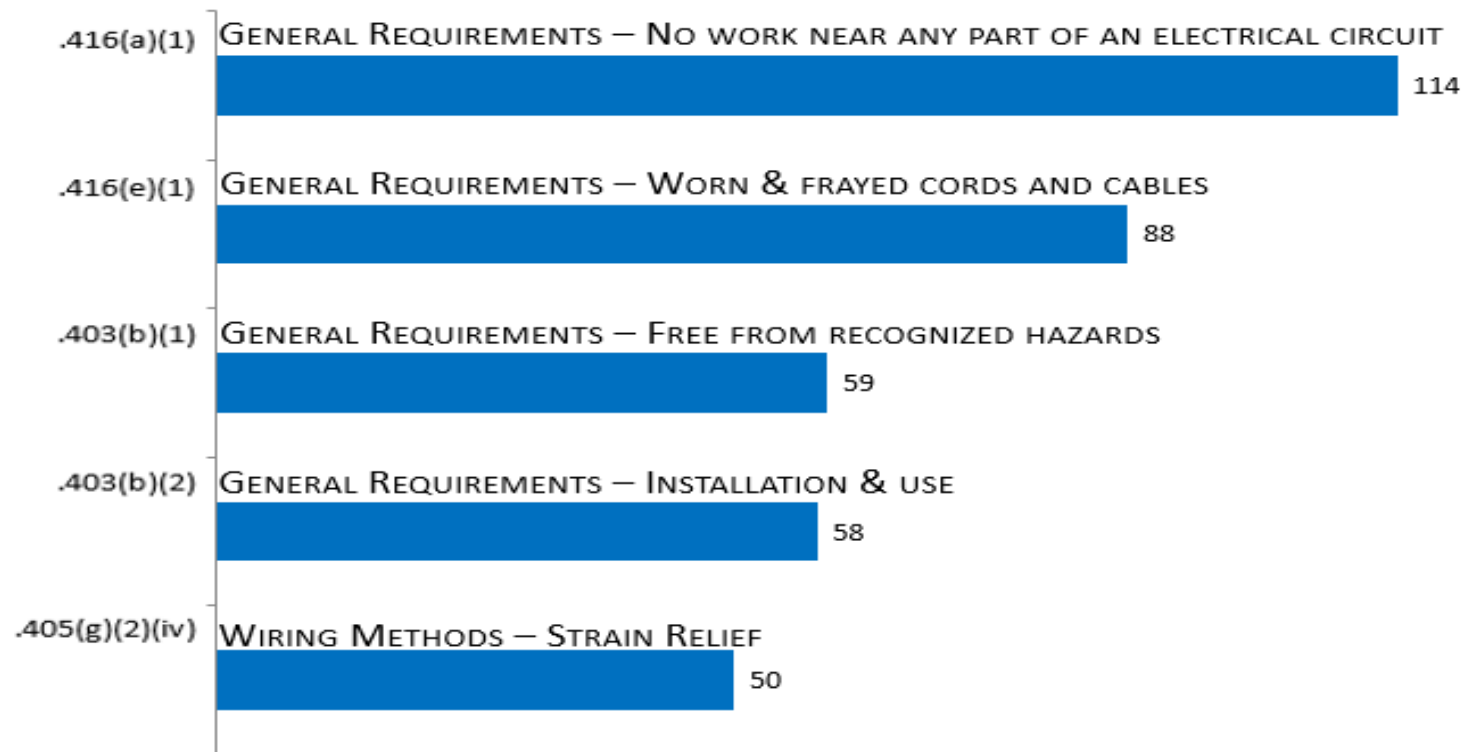 .416(a)(1) General Requirements – No work near any part of an electrical circuit
114
.416(e)(1) General Requirements – Worn & frayed cords and cables
88
.403(b)(1) General Requirements – Free from recognized hazards
59
.403(b)(2) General Requirements – Installation & use
58
.405(g)(2)(iv) Wiring Methods – Strain Relief
50